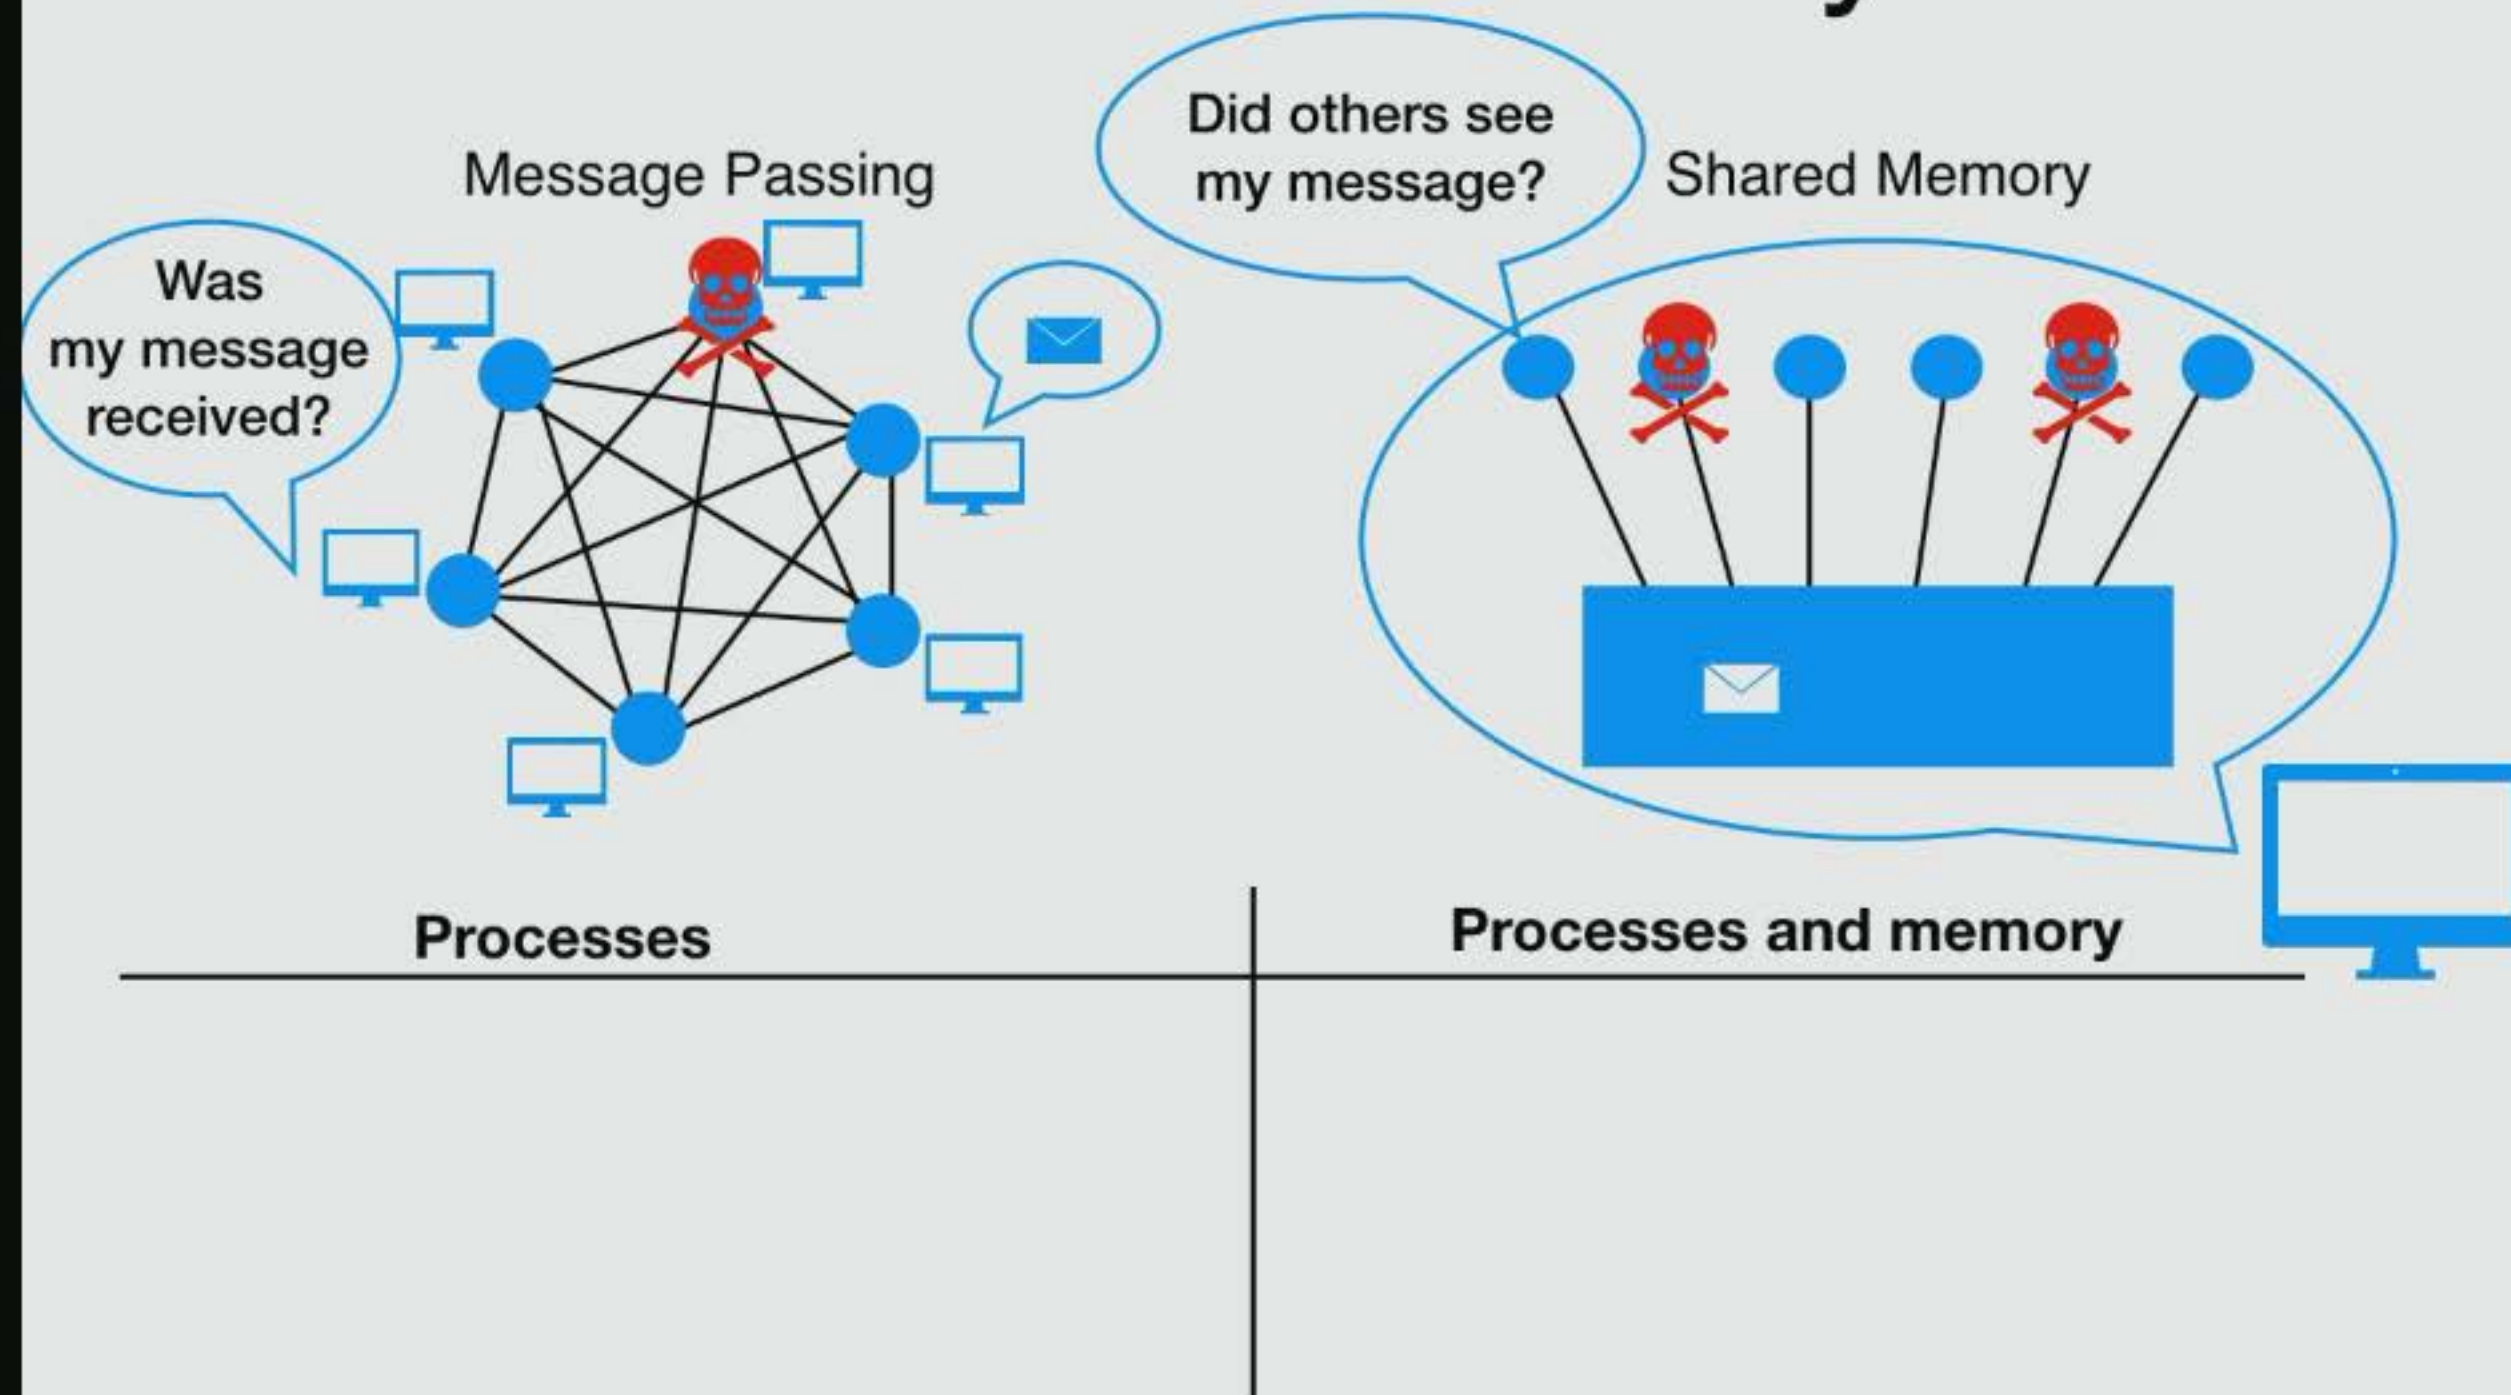 Message Passing
Was
my message
received?
Did others see
my message?
Shared Memory
Processes
Processes and memory